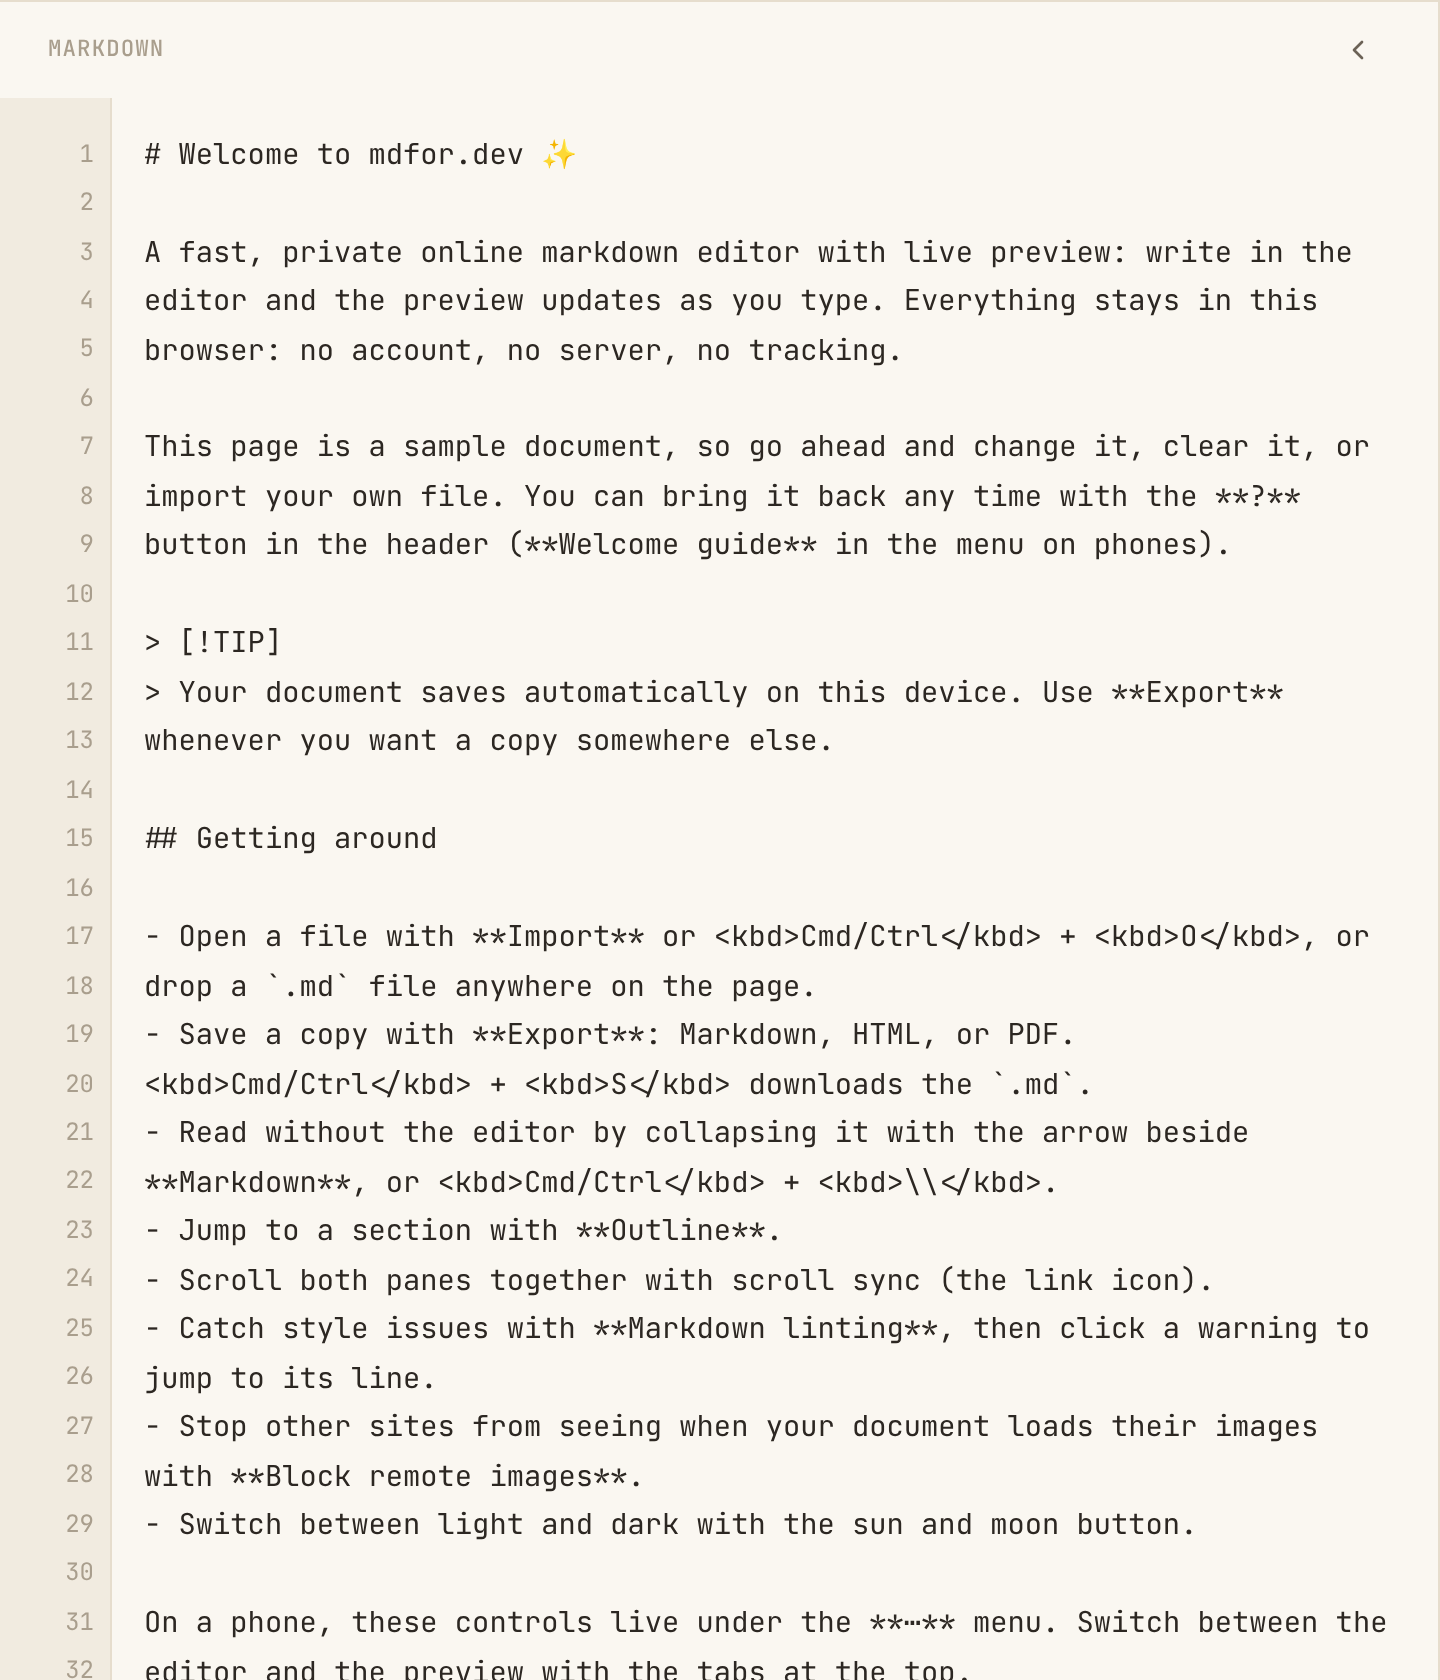 MARKDOWN
1 # Welcome to mdfor.dev ✨
2
3 A fast, private online markdown editor with live preview: write in the
4 editor and the preview updates as you type. Everything stays in this
5 browser: no account, no server, no tracking.
6
7 This page is a sample document, so go ahead and change it, clear it, or
8 import your own file. You can bring it back any time with the **?**
9 button in the header (**Welcome guide** in the menu on phones).
10
11 > [!TIP]
12 > Your document saves automatically on this device. Use **Export**
13 whenever you want a copy somewhere else.
14
15 ## Getting around
16
17 - Open a file with **Import** or <kbd>Cmd/Ctrl</kbd> + <kbd>O</kbd>, or
18 drop a `.md` file anywhere on the page.
19 - Save a copy with **Export**: Markdown, HTML, or PDF.
20 <kbd>Cmd/Ctrl</kbd> + <kbd>S</kbd> downloads the `.md`.
21 - Read without the editor by collapsing it with the arrow beside
22 **Markdown**, or <kbd>Cmd/Ctrl</kbd> + <kbd>\\</kbd>.
23 - Jump to a section with **Outline**.
24 - Scroll both panes together with scroll sync (the link icon).
25 - Catch style issues with **Markdown linting**, then click a warning to
26 jump to its line.
27 - Stop other sites from seeing when your document loads their images
28 with **Block remote images**.
29 - Switch between light and dark with the sun and moon button.
30
31 On a phone, these controls live under the **⋯** menu. Switch between the
32 editor and the preview with the tabs at the top.